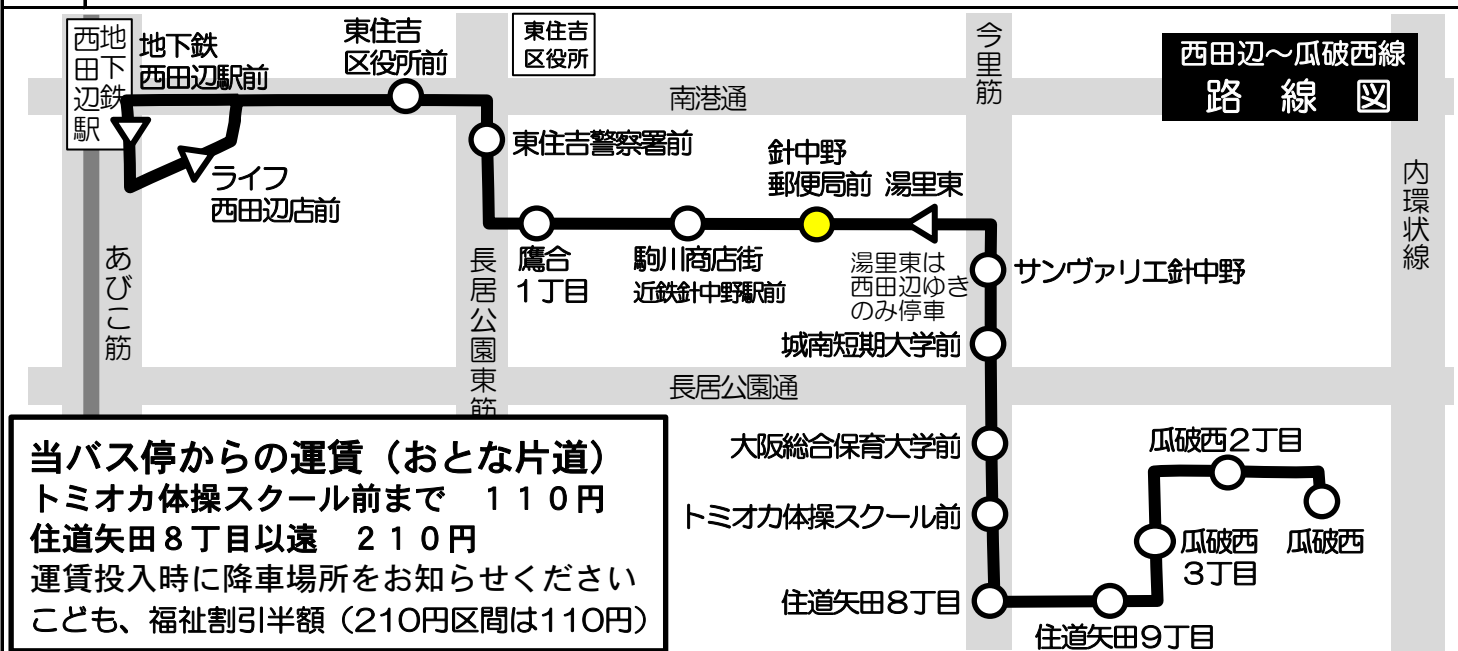 地下鉄
西田辺駅
地下鉄
西田辺駅前
東住吉
区役所前
東住吉
区役所
今里筋
西田辺～瓜破西線
路線図
南港通
東住吉警察署前
針中野
郵便局前
湯里東
ライフ
西田辺店前
内環状線
あびこ筋
長居公園東筋
鷹合
1丁目
駒川商店街
近鉄針中野駅前
湯里東は
西田辺ゆき
のみ停車
サンヴァリエ針中野
城南短期大学前
長居公園通
当バス停からの運賃（おとな片道）
トミオカ体操スクール前まで　１１０円
住道矢田８丁目以遠　２１０円
運賃投入時に降車場所をお知らせください
こども、福祉割引半額（210円区間は110円）
大阪総合保育大学前
瓜破西2丁目
トミオカ体操スクール前
瓜破西
3丁目
瓜破西
住道矢田8丁目
住道矢田9丁目